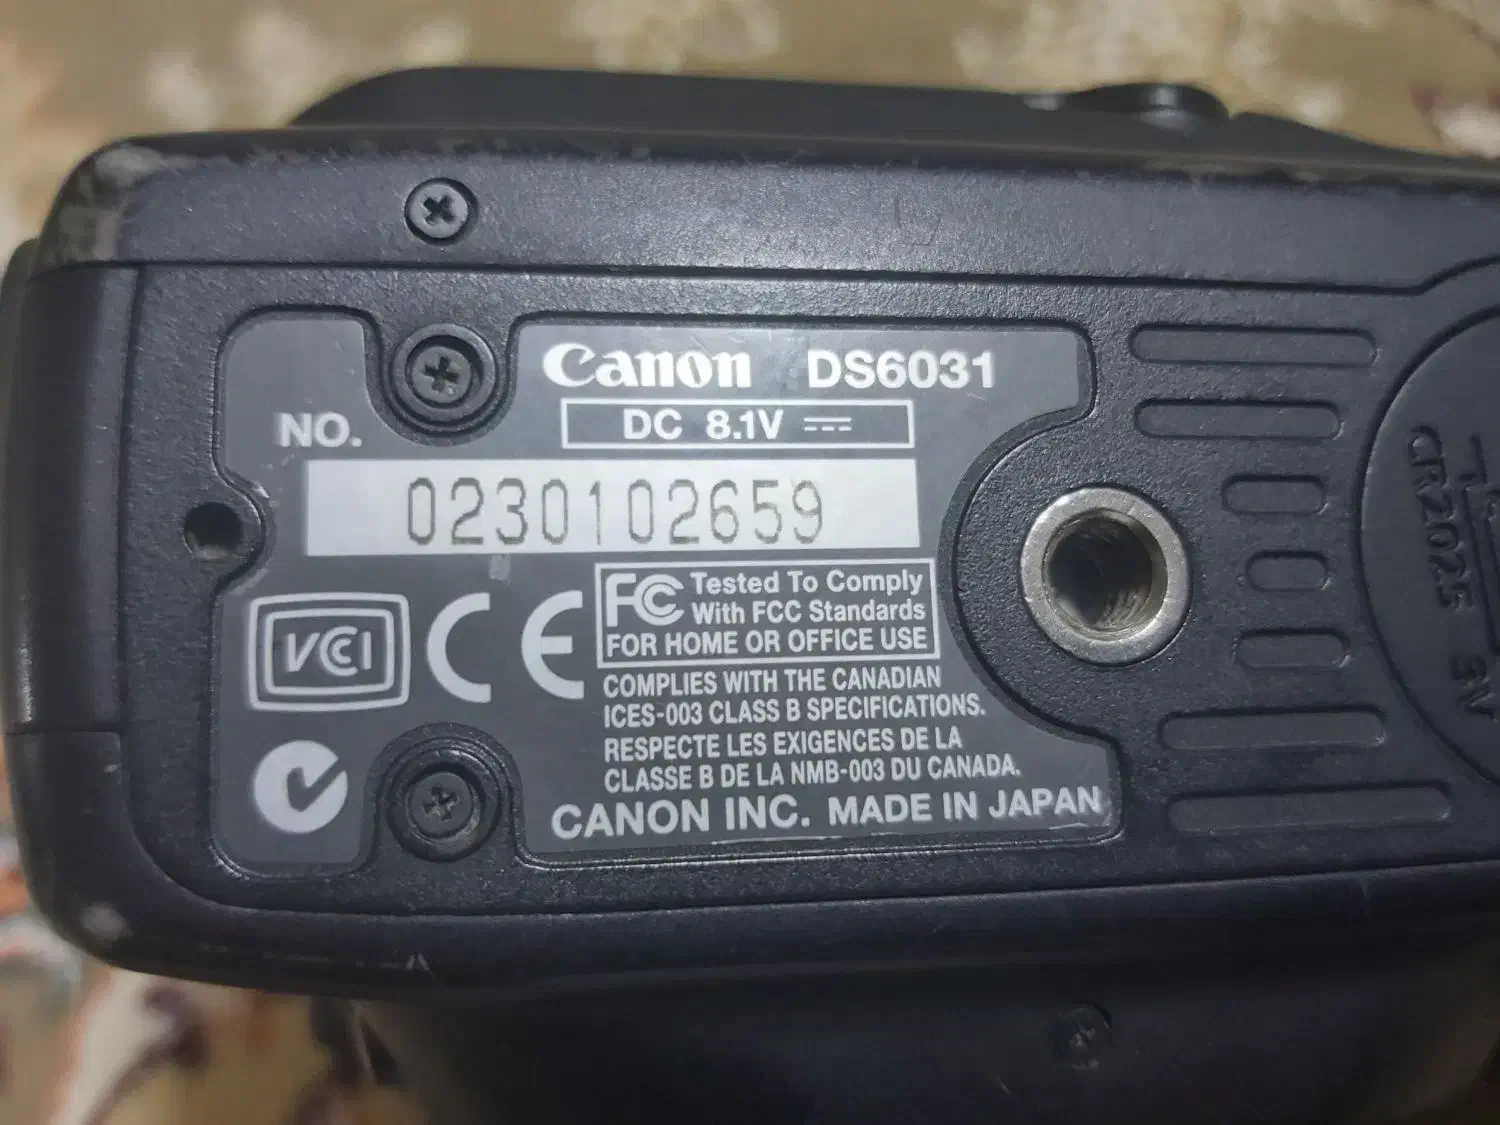 Canon DS6031
DC 8.1V
NO.
0230102659
VCCI
CE
FC Tested To Comply
With FCC Standards
FOR HOME OR OFFICE USE
COMPLIES WITH THE CANADIAN
ICES-003 CLASS B SPECIFICATIONS.
RESPECTE LES EXIGENCES DE LA
CLASSE B DE LA NMB-003 DU CANADA.
CANON INC. MADE IN JAPAN
CR2025 3V